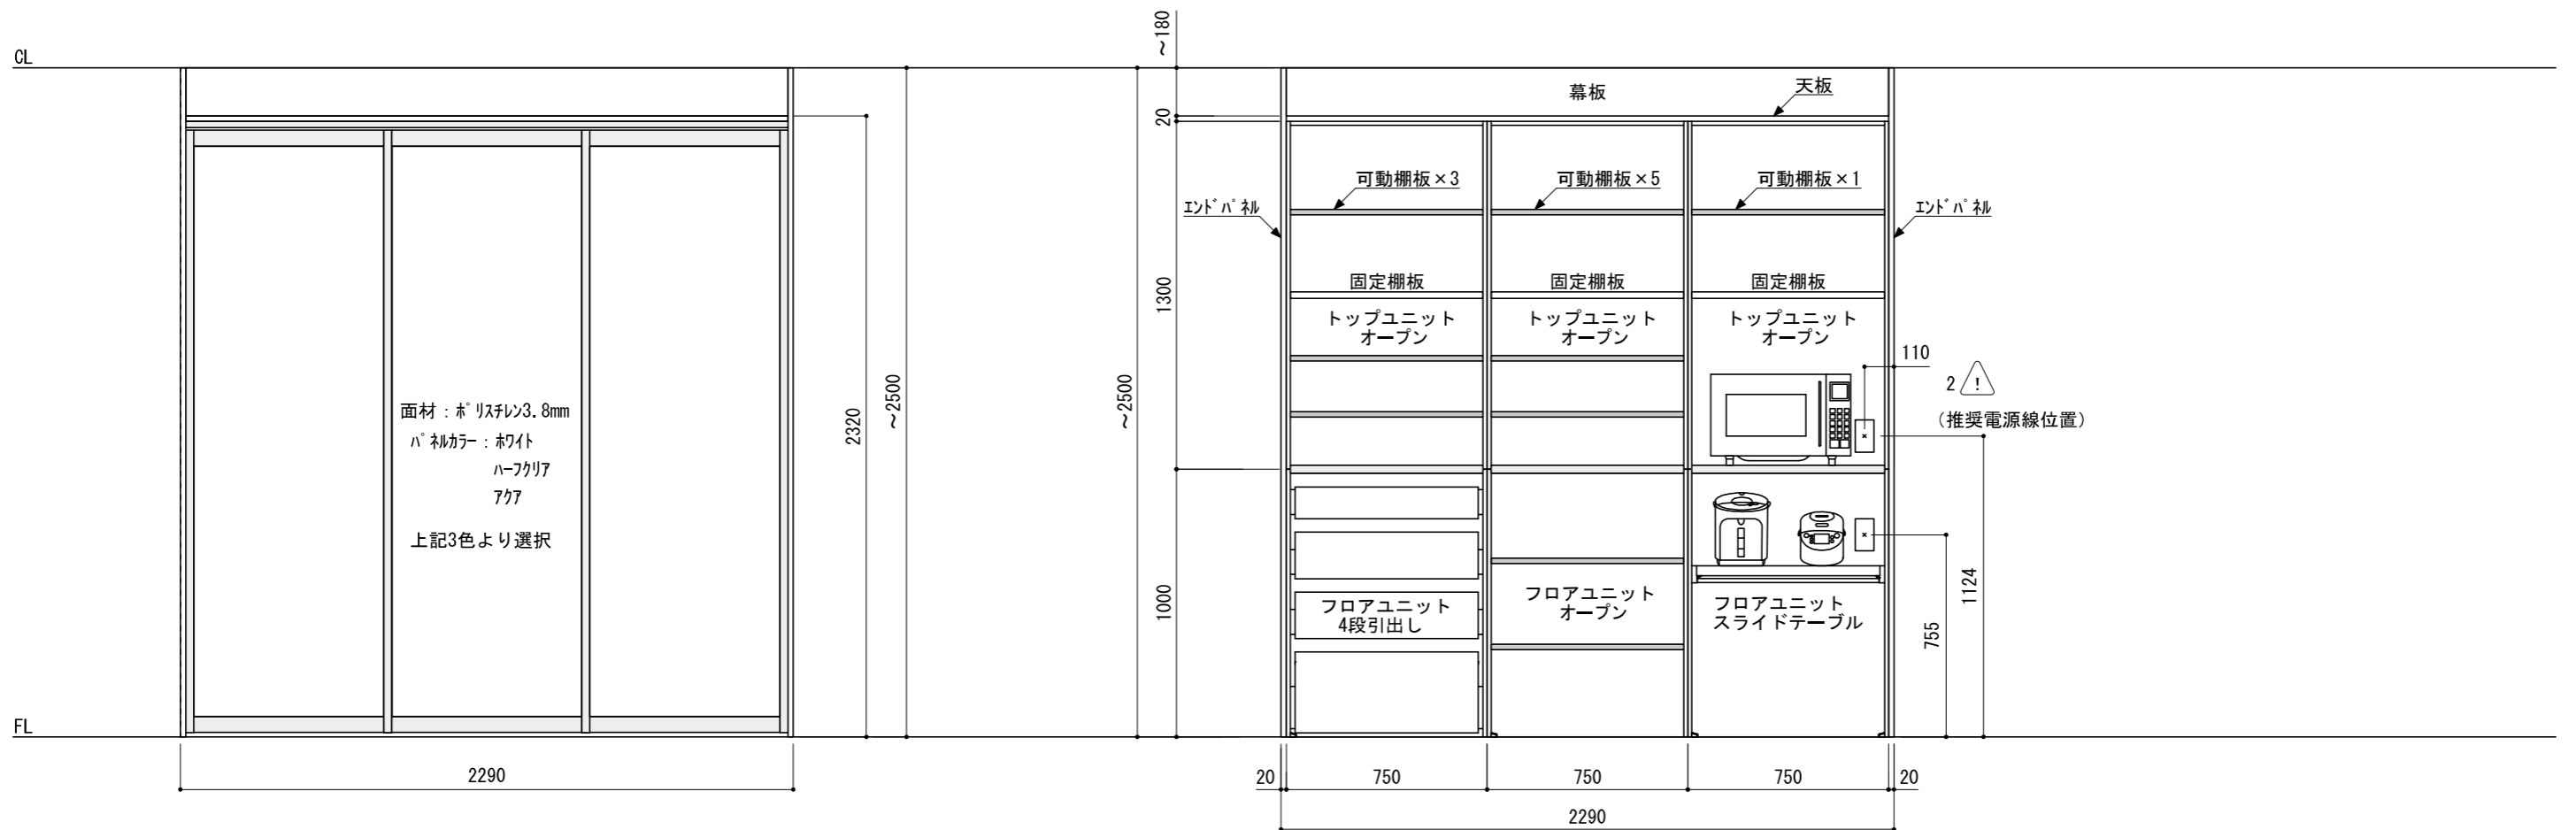 CL
FL
面材：ﾎﾟﾘｽﾁﾚﾝ3.8mm
ﾊﾟﾈﾙｶﾗｰ：ﾎﾜｲﾄ
ﾊｰﾌｸﾘｱ
ｱｸｱ
上記3色より選択
2320
～2500
2290
～2500
～180
20
1300
1000
幕板
天板
可動棚板×3
可動棚板×5
可動棚板×1
ｴﾝﾄﾞﾊﾟﾈﾙ
ｴﾝﾄﾞﾊﾟﾈﾙ
固定棚板
固定棚板
固定棚板
トップユニット
オープン
トップユニット
オープン
トップユニット
オープン
110
2
!
（推奨電源線位置）
フロアユニット
4段引出し
フロアユニット
オープン
フロアユニット
スライドテーブル
755
1124
20
750
750
750
20
2290